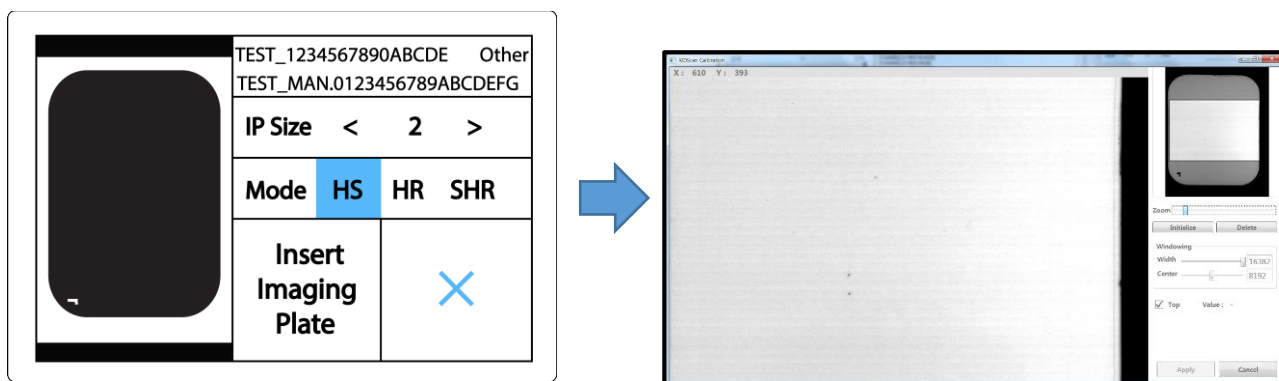 TEST_1234567890ABCDE Other
TEST_MAN.0123456789ABCDEFG
IP Size < 2 >
Mode HS HR SHR
Insert
Imaging
Plate
X : 610 Y : 393
Zoom
Initialize Delete
Windowing
Width 16387
Center 8192
Top Value : -
Apply Cancel